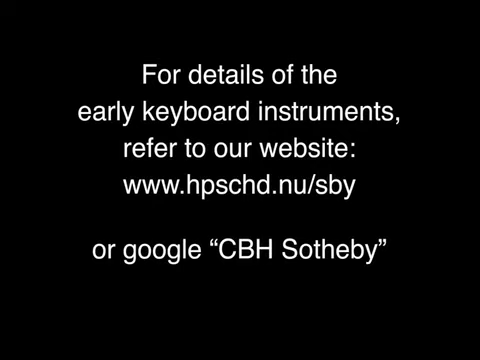 For details of the
early keyboard instruments,
refer to our website:
www.hpschd.nu/sby
or google “CBH Sotheby”